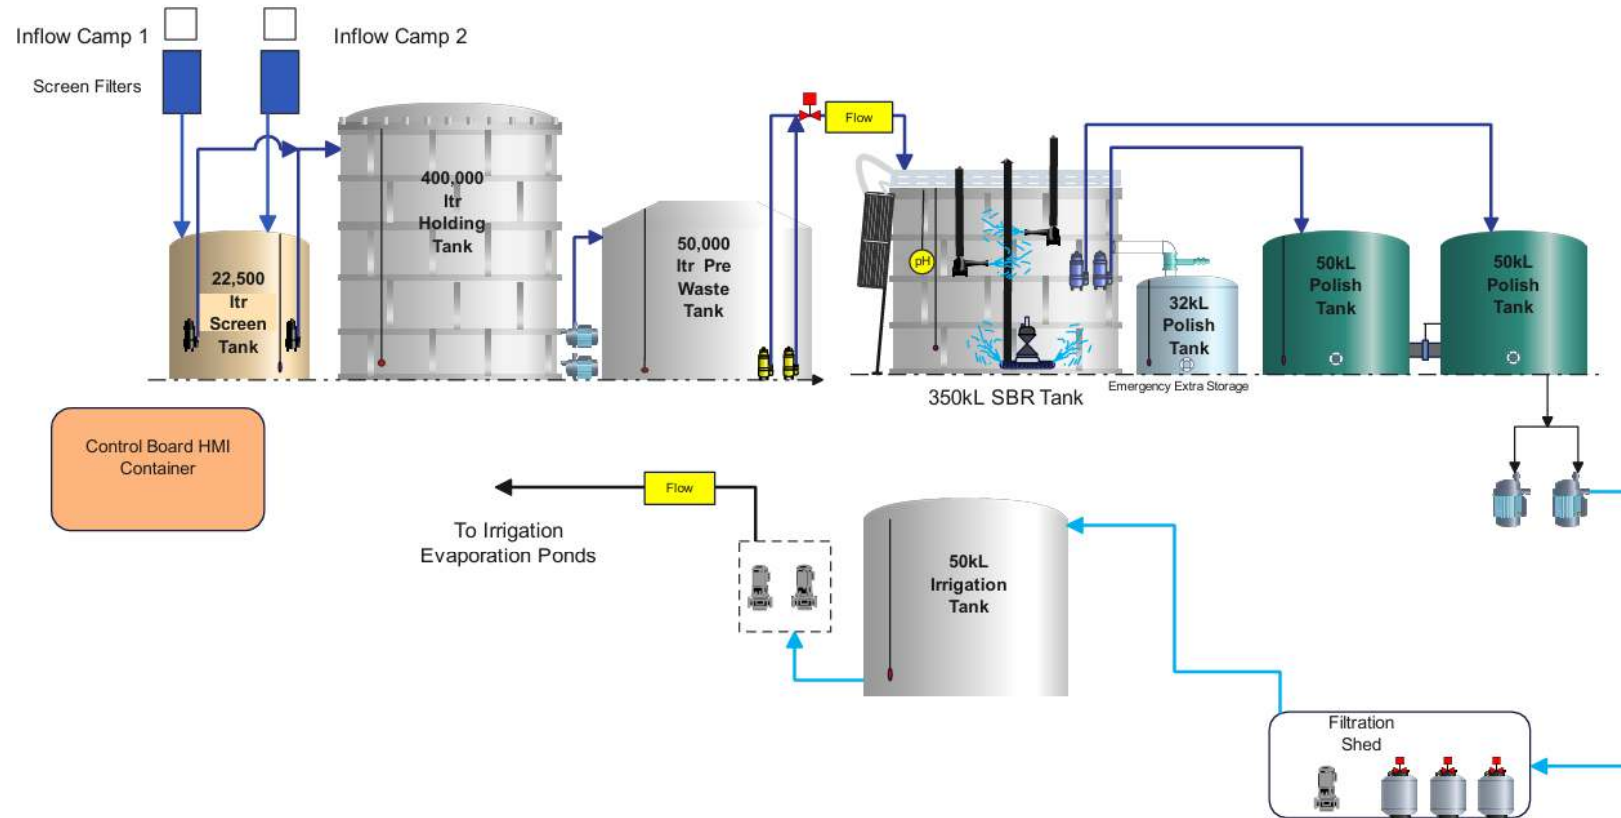 Inflow Camp 1
Inflow Camp 2
Screen Filters
400,000
ltr
Holding
Tank
22,500
ltr
Screen
Tank
50,000
ltr Pre
Waste
Tank
Flow
pH
350kL SBR Tank
32kL
Polish
Tank
Emergency Extra Storage
50kL
Polish
Tank
50kL
Polish
Tank
Control Board HMI
Container
Flow
To Irrigation
Evaporation Ponds
50kL
Irrigation
Tank
Filtration
Shed